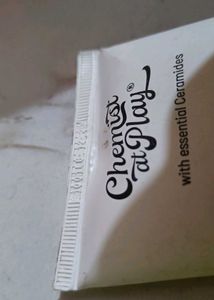 Chemist
at Play®
with essential Ceramides